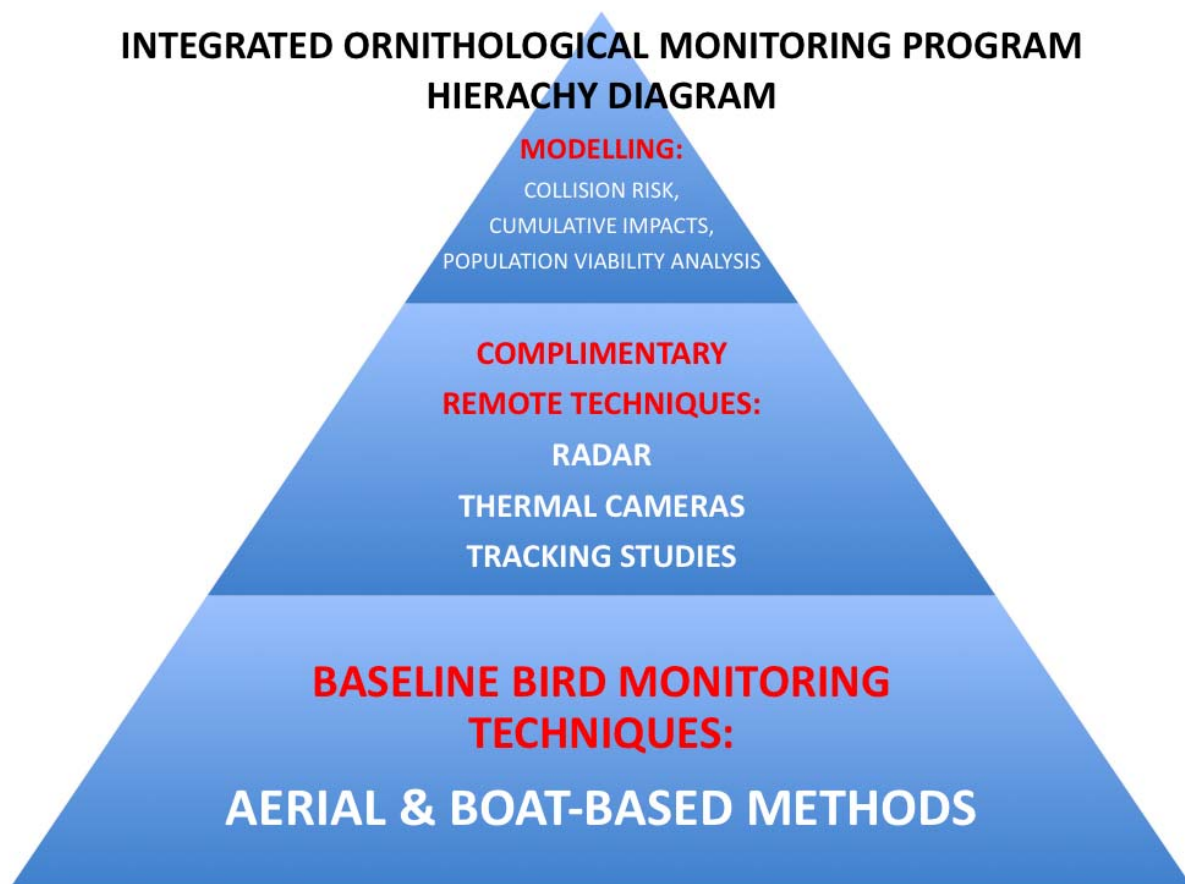 INTEGRATED ORNITHOLOGICAL MONITORING PROGRAM
HIERACHY DIAGRAM
MODELLING:
COLLISION RISK,
CUMULATIVE IMPACTS,
POPULATION VIABILITY ANALYSIS
COMPLIMENTARY
REMOTE TECHNIQUES:
RADAR
THERMAL CAMERAS
TRACKING STUDIES
BASELINE BIRD MONITORING
TECHNIQUES:
AERIAL & BOAT-BASED METHODS